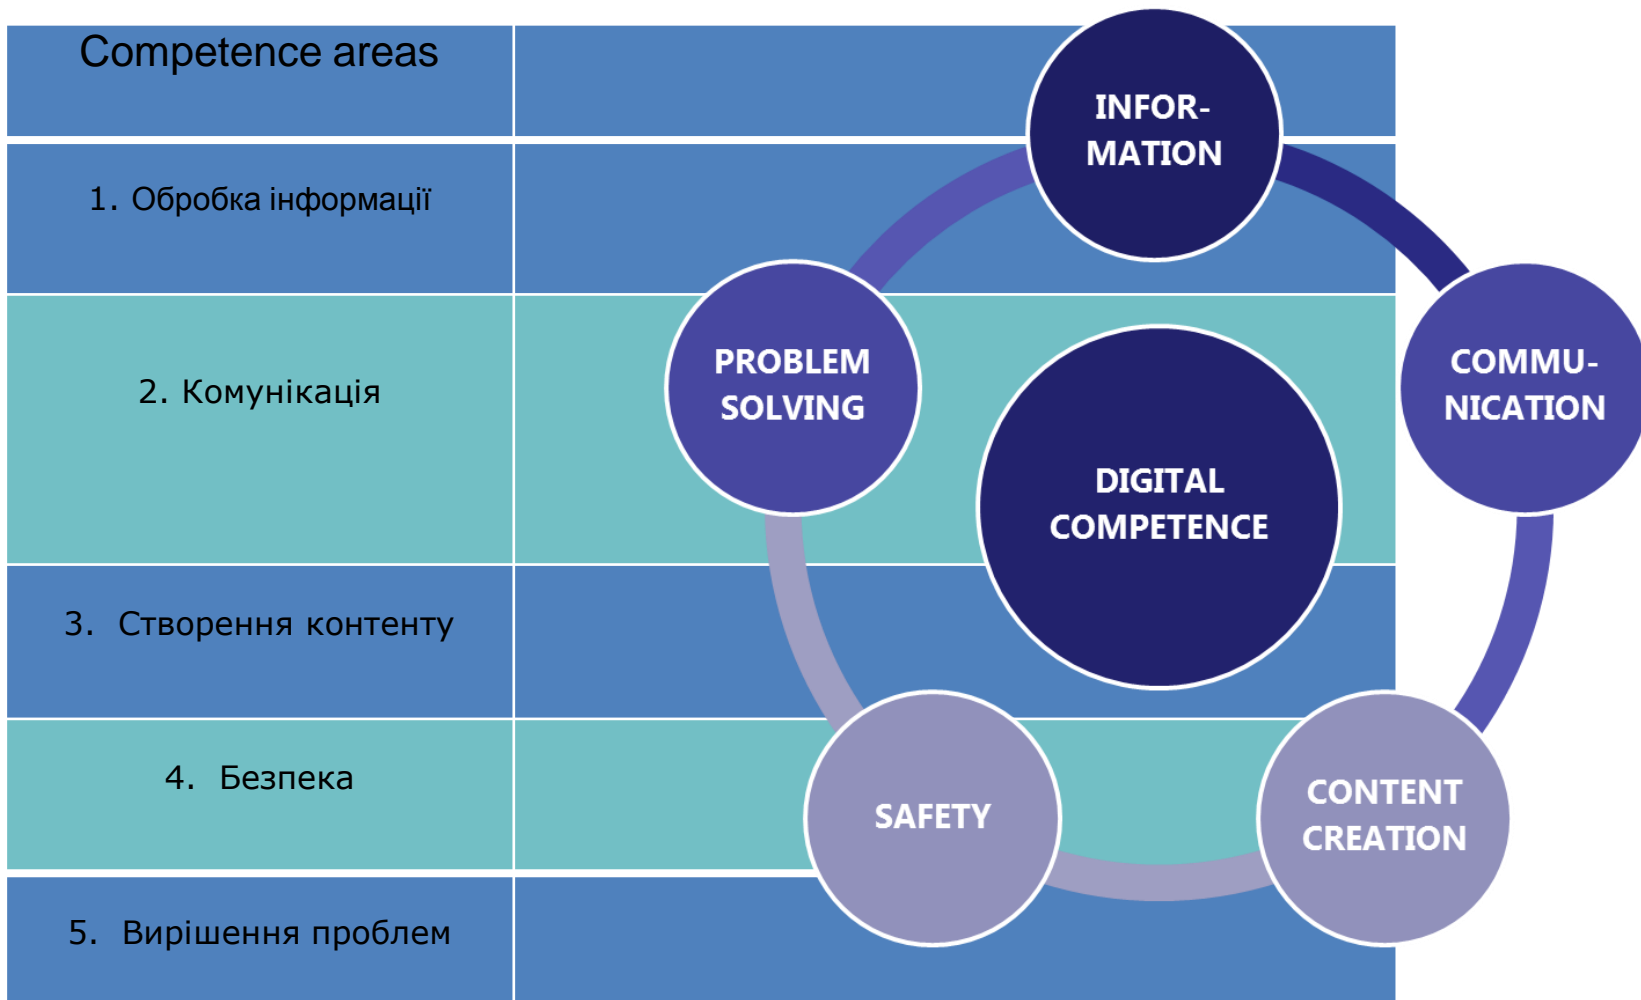 Competence areas
1. Обробка інформації
2. Комунікація
3. Створення контенту
4. Безпека
5. Вирішення проблем
INFOR-
MATION
PROBLEM
SOLVING
COMMU-
NICATION
DIGITAL
COMPETENCE
SAFETY
CONTENT
CREATION